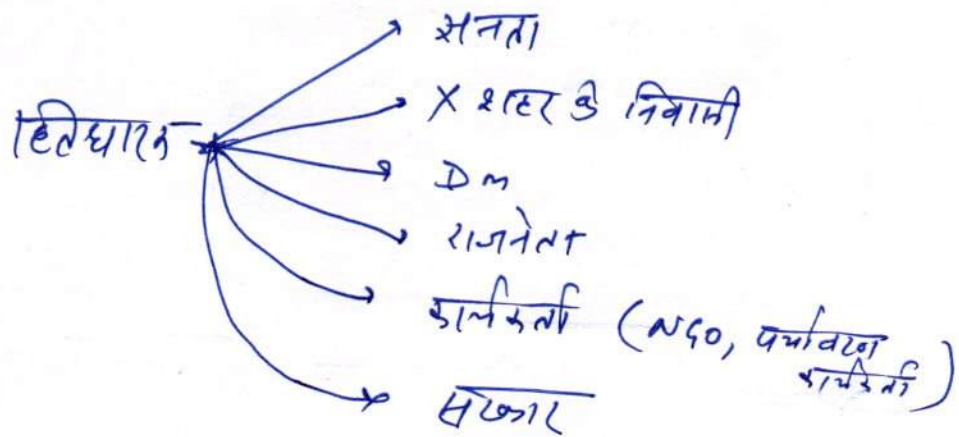 जनता
X शहर के निवासी
हितधारक
DM
राजनेता
कार्यकर्ता (NGO, पर्यावरण
कार्यकर्ता)
सरकार